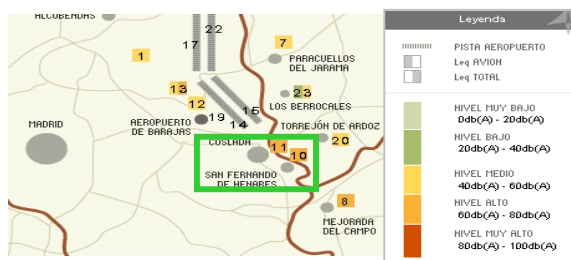 ALCOBENDAS
22
17
1
7
PARACUELLOS
DEL JARAMA
13
12
23
LOS BERROCALES
15
19
14
AEROPUERTO
DE BARAJAS
MADRID
TORREJÓN DE ARDOZ
20
COSLADA
11
10
SAN FERNANDO
DE HENARES
8
MEJORADA
DEL CAMPO
Leyenda
PISTA AEROPUERTO
Leq AVION
Leq TOTAL
NIVEL MUY BAJO
0db(A) - 20db(A)
NIVEL BAJO
20db(A) - 40db(A)
NIVEL MEDIO
40db(A) - 60db(A)
NIVEL ALTO
60db(A) - 80db(A)
NIVEL MUY ALTO
80db(A) - 100db(A)